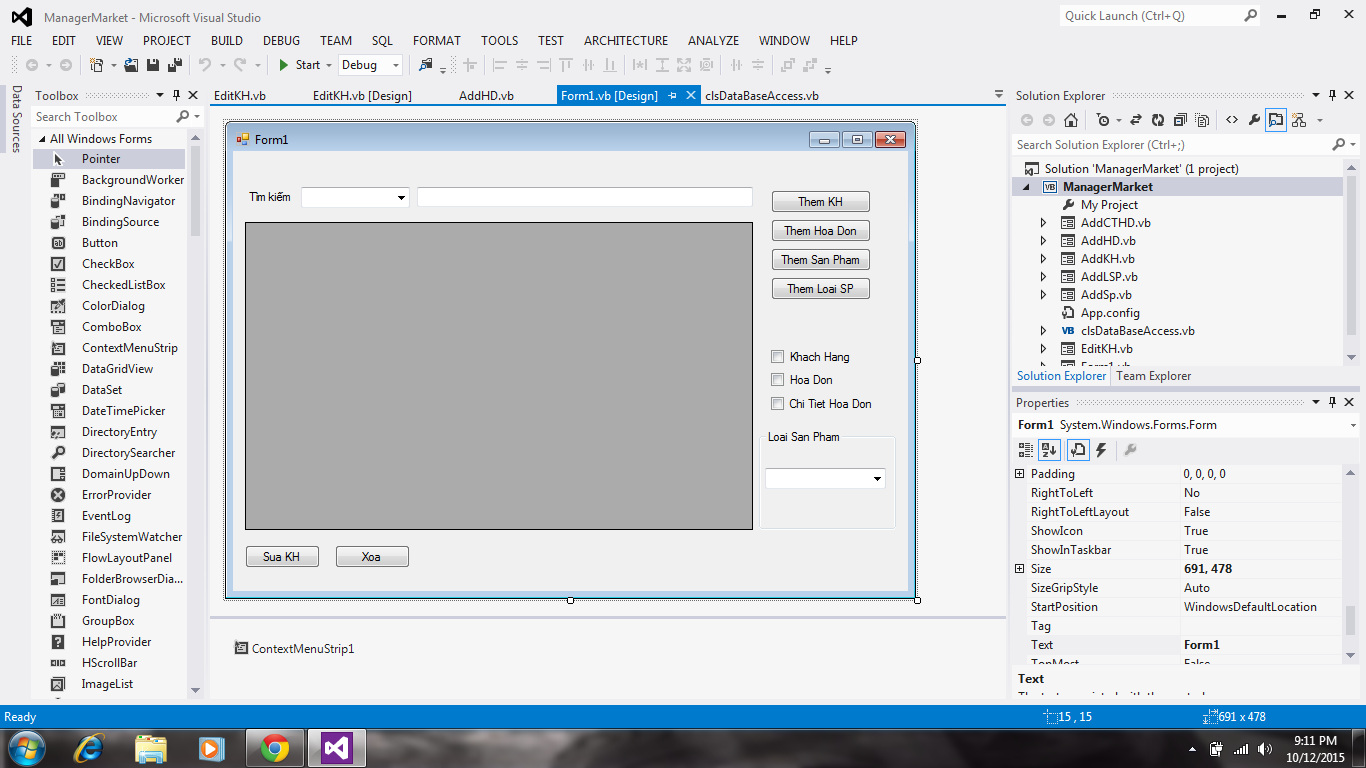 ManagerMarket - Microsoft Visual Studio
Quick Launch (Ctrl+Q)
FILE EDIT VIEW PROJECT BUILD DEBUG TEAM SQL FORMAT TOOLS TEST ARCHITECTURE ANALYZE WINDOW HELP
Start Debug
Data Sources
Toolbox
Search Toolbox
All Windows Forms
Pointer
BackgroundWorker
BindingNavigator
BindingSource
Button
CheckBox
CheckedListBox
ColorDialog
ComboBox
ContextMenuStrip
DataGridView
DataSet
DateTimePicker
DirectoryEntry
DirectorySearcher
DomainUpDown
ErrorProvider
EventLog
FileSystemWatcher
FlowLayoutPanel
FolderBrowserDia...
FontDialog
GroupBox
HelpProvider
HScrollBar
ImageList
EditKH.vb EditKH.vb [Design] AddHD.vb Form1.vb [Design] clsDataBaseAccess.vb
Form1
Tìm kiếm
Them KH
Them Hoa Don
Them San Pham
Them Loai SP
Khach Hang
Hoa Don
Chi Tiet Hoa Don
Loai San Pham
Sua KH Xoa
ContextMenuStrip1
Solution Explorer
Search Solution Explorer (Ctrl+;)
Solution 'ManagerMarket' (1 project)
VB ManagerMarket
My Project
AddCTHD.vb
AddHD.vb
AddKH.vb
AddLSP.vb
AddSp.vb
App.config
VB clsDataBaseAccess.vb
EditKH.vb
Form1.vb
Solution Explorer Team Explorer
Properties
Form1 System.Windows.Forms.Form
Padding 0, 0, 0, 0
RightToLeft No
RightToLeftLayout False
ShowIcon True
ShowInTaskbar True
Size 691, 478
SizeGripStyle Auto
StartPosition WindowsDefaultLocation
Tag
Text Form1
TopMost False
Text
Ready 15 , 15 691 x 478
9:11 PM
10/12/2015